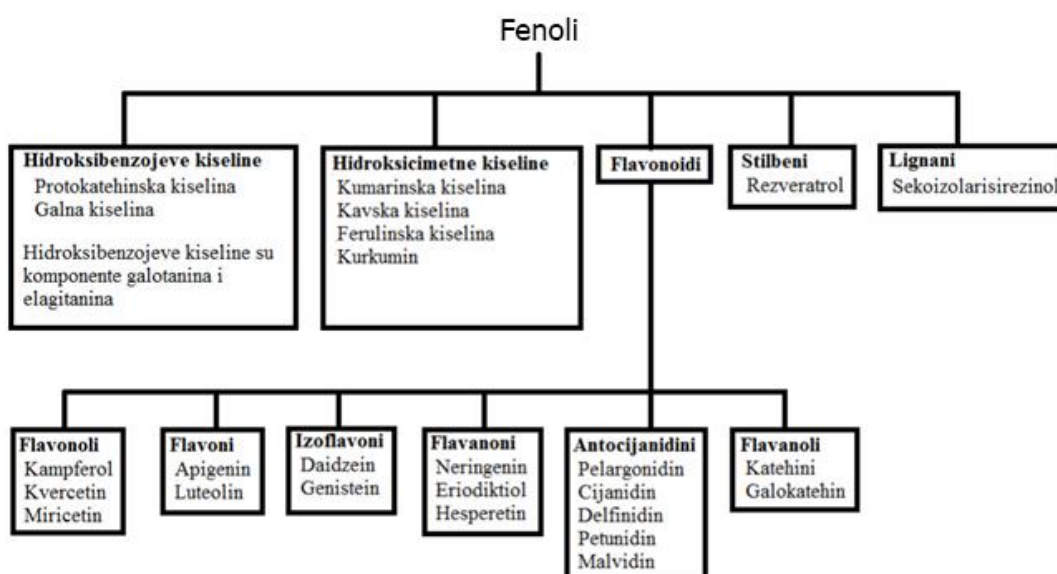 Fenoli
Hidroksibenzojeve kiseline
Protokatehinska kiselina
Galna kiselina
Hidroksibenzojeve kiseline su
komponente galotanina i
elagitanina
Hidroksicimetne kiseline
Kumarinska kiselina
Kavska kiselina
Ferulinska kiselina
Kurkumin
Flavonoidi
Stilbeni
Rezveratrol
Lignani
Sekoizolarisirezinol
Flavonoli
Kampferol
Kvercetin
Miricetin
Flavoni
Apigenin
Luteolin
Izoflavoni
Daidzein
Genistein
Flavanoni
Neringenin
Eriodiktiol
Hesperetin
Antocijanidini
Pelargonidin
Cijanidin
Delfinidin
Petunidin
Malvidin
Flavanoli
Katehini
Galokatehin